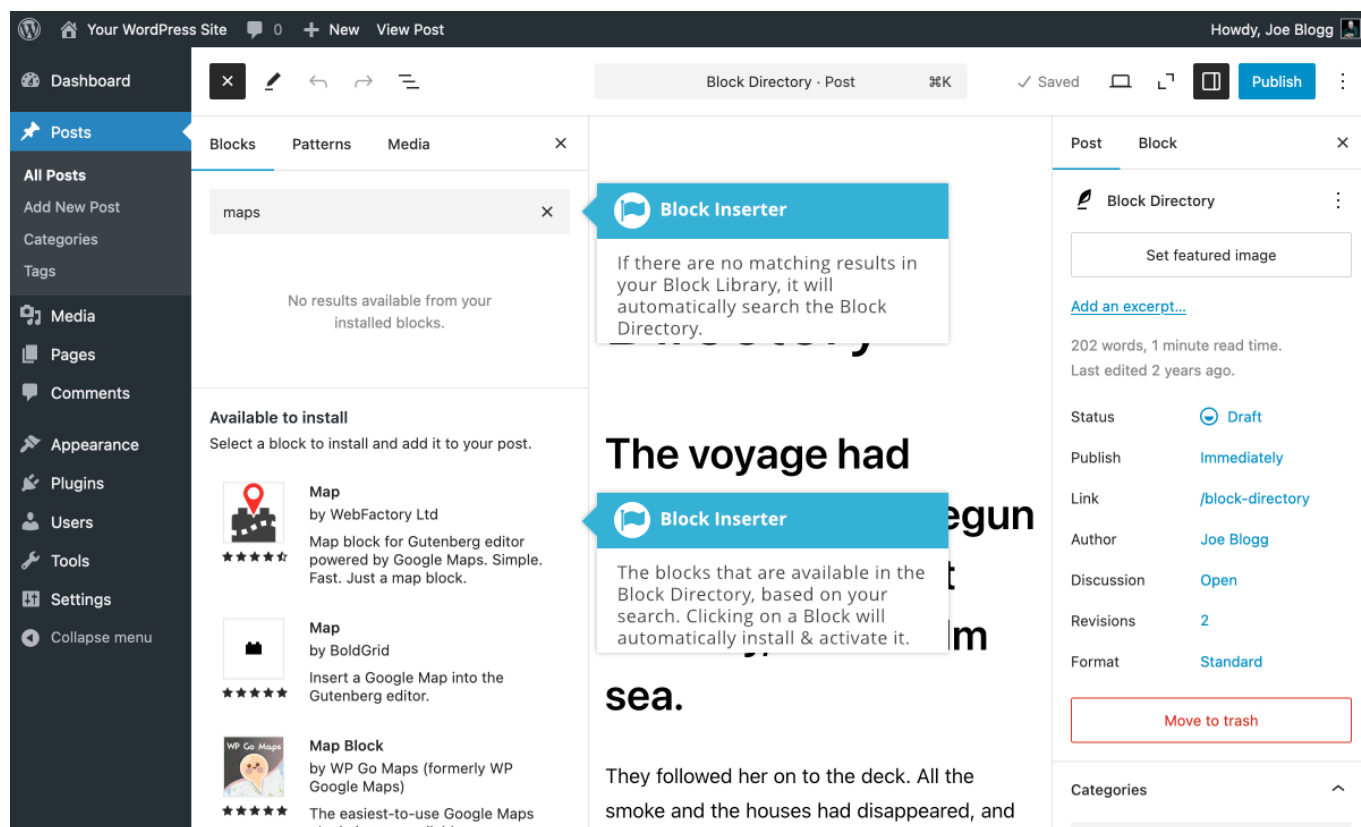 Your WordPress Site 0 New View Post Howdy, Joe Blogg
Dashboard
Posts
All Posts
Add New Post
Categories
Tags
Media
Pages
Comments
Appearance
Plugins
Users
Tools
Settings
Collapse menu
Block Directory · Post ⌘K Saved Publish
Blocks Patterns Media
maps
No results available from your
installed blocks.
Available to install
Select a block to install and add it to your post.
Map
by WebFactory Ltd
Map block for Gutenberg editor
powered by Google Maps. Simple.
Fast. Just a map block.
Map
by BoldGrid
Insert a Google Map into the
Gutenberg editor.
WP Go Maps
Map Block
by WP Go Maps (formerly WP
Google Maps)
The easiest-to-use Google Maps
Block Inserter
If there are no matching results in
your Block Library, it will
automatically search the Block
Directory.
Directory
The voyage had
egun
Block Inserter
The blocks that are available in the
Block Directory, based on your
search. Clicking on a Block will
automatically install & activate it.
lm
sea.
They followed her on to the deck. All the
smoke and the houses had disappeared, and
Post Block
Block Directory
Set featured image
Add an excerpt...
202 words, 1 minute read time.
Last edited 2 years ago.
Status Draft
Publish Immediately
Link /block-directory
Author Joe Blogg
Discussion Open
Revisions 2
Format Standard
Move to trash
Categories